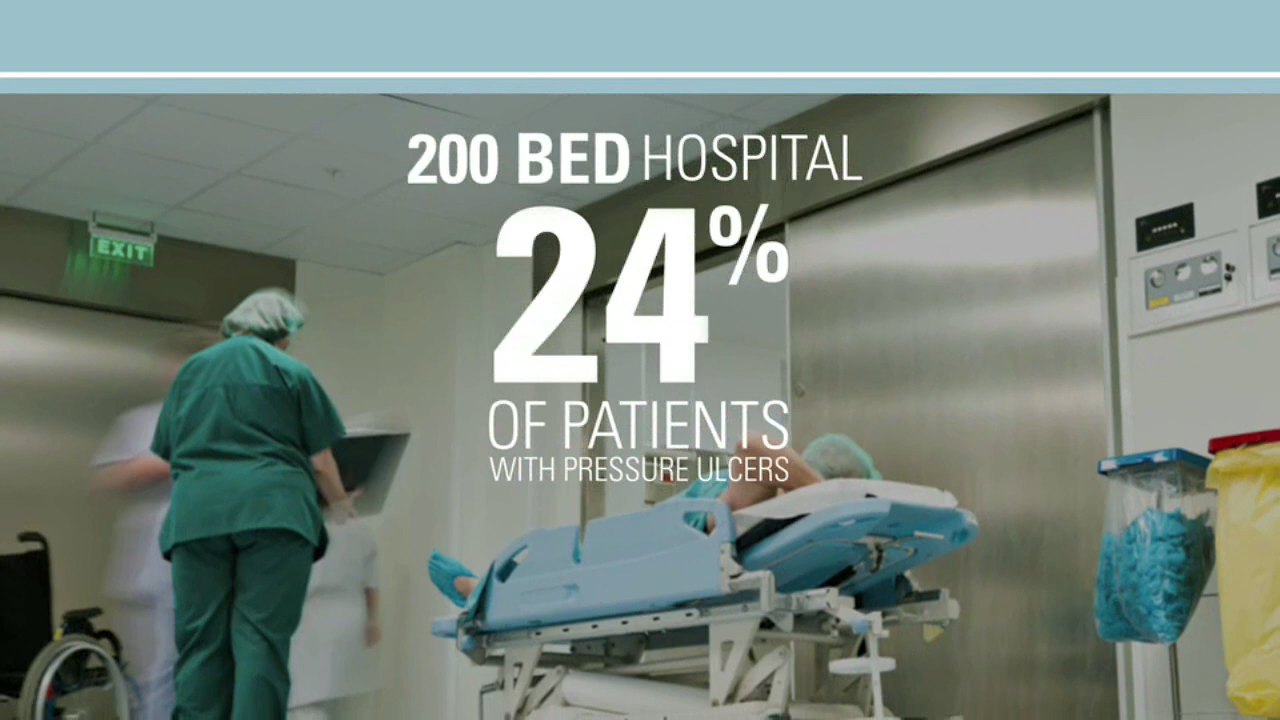 200 BED HOSPITAL
24%
OF PATIENTS
WITH PRESSURE ULCERS
EXIT